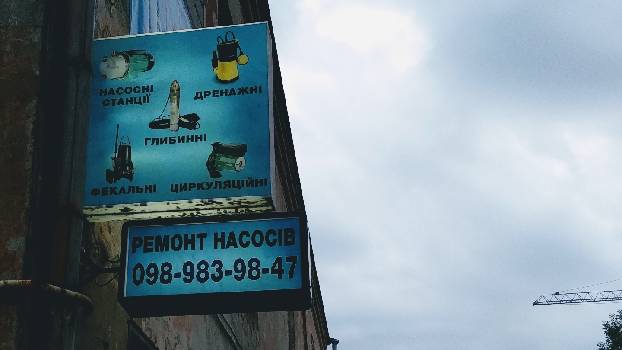 НАСОСНІ
СТАНЦІЇ
ДРЕНАЖНІ
ГЛИБИННІ
ФЕКАЛЬНІ
ЦИРКУЛЯЦІЙНІ
РЕМОНТ НАСОСІВ
098-983-98-47